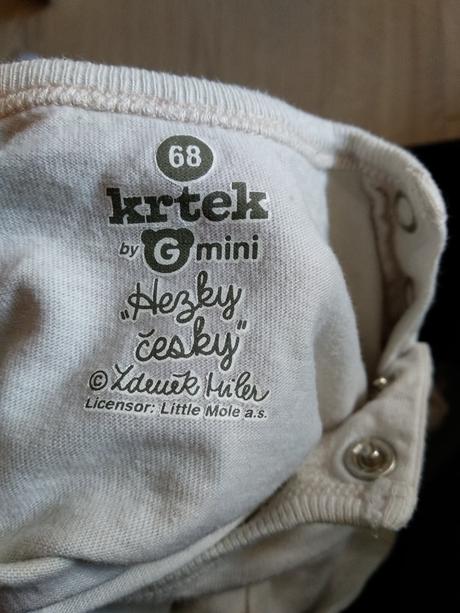 68
krtek
by G mini
„Hezky
česky"
© Zdeněk Miler
Licensor: Little Mole a.s.